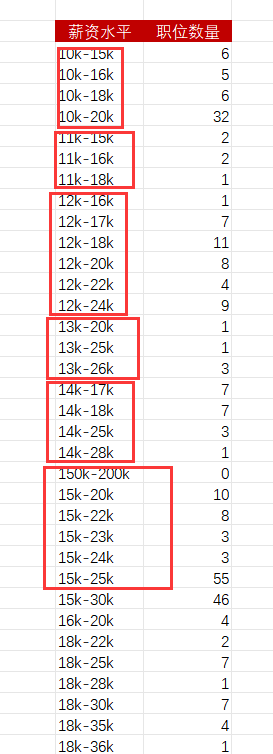 薪资水平 职位数量
10k-15k 6
10k-16k 5
10k-18k 6
10k-20k 32
11k-15k 2
11k-16k 2
11k-18k 1
12k-16k 1
12k-17k 7
12k-18k 11
12k-20k 8
12k-22k 4
12k-24k 9
13k-20k 1
13k-25k 1
13k-26k 3
14k-17k 7
14k-18k 7
14k-25k 3
14k-28k 1
150k-200k 0
15k-20k 10
15k-22k 8
15k-23k 3
15k-24k 3
15k-25k 55
15k-30k 46
16k-20k 4
18k-22k 2
18k-25k 7
18k-28k 1
18k-30k 7
18k-35k 4
18k-36k 1